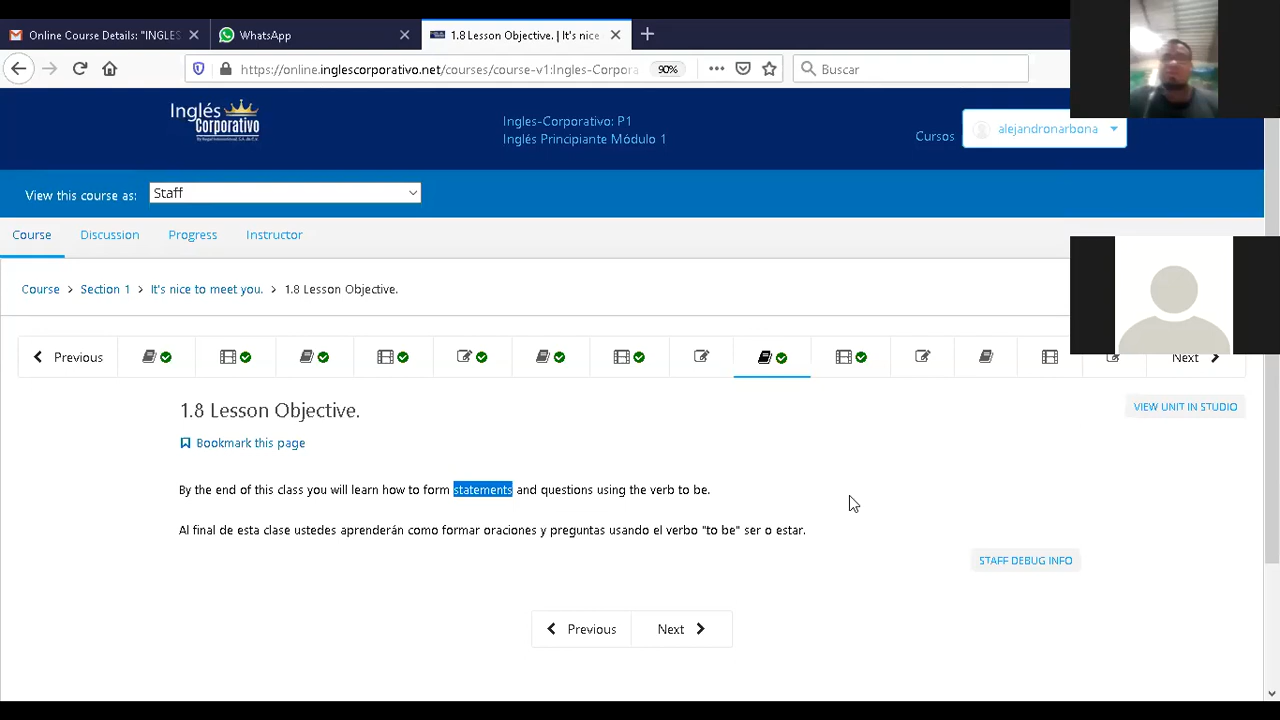 Online Course Details: "INGLES
WhatsApp
1.8 Lesson Objective. | It's nice
https://online.inglescorporativo.net/courses/course-v1:Ingles-Corpora
90%
Buscar
Inglés
Corporativo
Ingles-Corporativo: P1
Inglés Principiante Módulo 1
Cursos
alejandronarbona
View this course as:
Staff
Course
Discussion
Progress
Instructor
Course > Section 1 > It's nice to meet you. > 1.8 Lesson Objective.
Previous
Next
1.8 Lesson Objective.
VIEW UNIT IN STUDIO
Bookmark this page
By the end of this class you will learn how to form statements and questions using the verb to be.
Al final de esta clase ustedes aprenderán como formar oraciones y preguntas usando el verbo "to be" ser o estar.
STAFF DEBUG INFO
Previous
Next